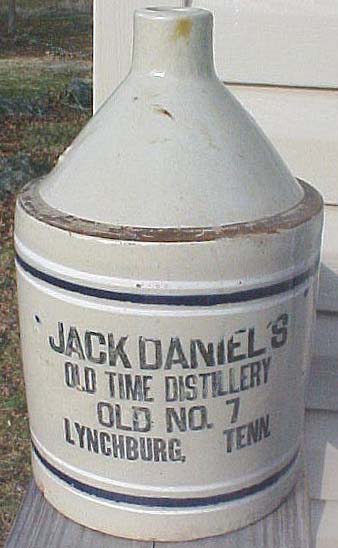 JACK DANIEL'S
OLD TIME DISTILLERY
OLD NO. 7
LYNCHBURG, TENN.